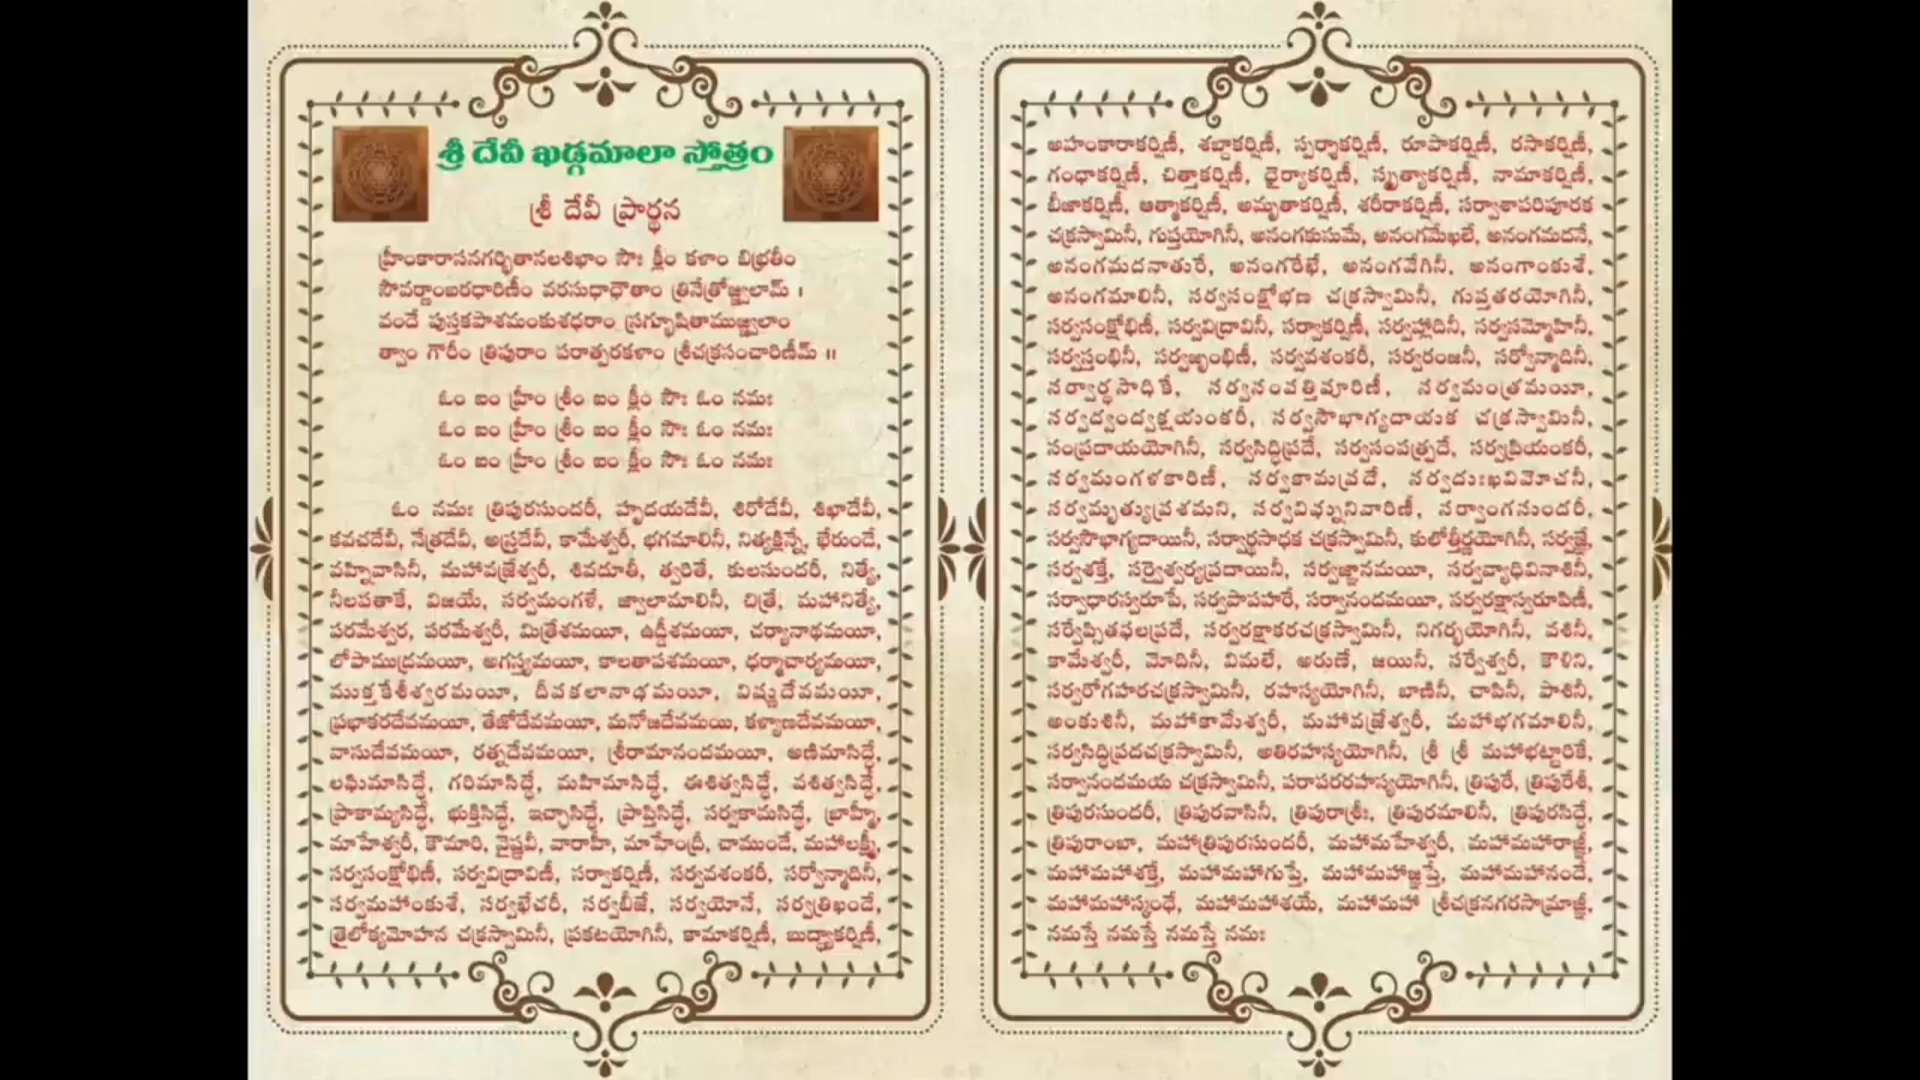 శ్రీ దేవీ ఖడ్గమాలా స్తోత్రం
శ్రీ దేవీ ప్రార్థన
హ్రీంకారాసనగర్భితానలశిఖాం సౌః క్లీం కళాం బిభ్రతీం
సౌవర్ణాంబరధారిణీం వరసుధాధౌతాం త్రినేత్రోజ్జ్వలామ్ ।
వందే పుస్తకపాశమంకుశధరాం స్రగ్భూషితాముజ్జ్వలాం
త్వాం గౌరీం త్రిపురాం పరాత్పరకళాం శ్రీచక్రసంచారిణీమ్ ॥
ఓం ఐం హ్రీం శ్రీం ఐం క్లీం సౌః ఓం నమః
ఓం ఐం హ్రీం శ్రీం ఐం క్లీం సౌః ఓం నమః
ఓం ఐం హ్రీం శ్రీం ఐం క్లీం సౌః ఓం నమః
ఓం నమః త్రిపురసుందరీ, హృదయదేవీ, శిరోదేవీ, శిఖాదేవీ,
కవచదేవీ, నేత్రదేవీ, అస్త్రదేవీ, కామేశ్వరీ, భగమాలినీ, నిత్యక్లిన్నే, భేరుండే,
వహ్నివాసినీ, మహావజ్రేశ్వరీ, శివదూతీ, త్వరితే, కులసుందరీ, నిత్యే,
నీలపతాకే, విజయే, సర్వమంగళే, జ్వాలామాలినీ, చిత్రే, మహానిత్యే,
పరమేశ్వర, పరమేశ్వరీ, మిత్రేశమయీ, ఉడ్డీశమయీ, చర్యానాథమయీ,
లోపాముద్రమయీ, అగస్త్యమయీ, కాలతాపశమయీ, ధర్మాచార్యమయీ,
ముక్తకేశీశ్వరమయీ, దీపకలానాథమయీ, విష్ణుదేవమయీ,
ప్రభాకరదేవమయీ, తేజోదేవమయీ, మనోజదేవమయి, కళ్యాణదేవమయీ,
వాసుదేవమయీ, రత్నదేవమయీ, శ్రీరామానందమయీ, అణిమాసిద్ధే,
లఘిమాసిద్ధే, గరిమాసిద్ధే, మహిమాసిద్ధే, ఈశిత్వసిద్ధే, వశిత్వసిద్ధే,
ప్రాకామ్యసిద్ధే, భుక్తిసిద్ధే, ఇచ్ఛాసిద్ధే, ప్రాప్తిసిద్ధే, సర్వకామసిద్ధే, బ్రాహ్మీ,
మాహేశ్వరీ, కౌమారి, వైష్ణవీ, వారాహీ, మాహేంద్రీ, చాముండే, మహాలక్ష్మీ,
సర్వసంక్షోభిణీ, సర్వవిద్రావిణీ, సర్వాకర్షిణీ, సర్వవశంకరీ, సర్వోన్మాదినీ,
సర్వమహాంకుశే, సర్వఖేచరీ, సర్వబీజే, సర్వయోనే, సర్వత్రిఖండే,
త్రైలోక్యమోహన చక్రస్వామినీ, ప్రకటయోగినీ, కామాకర్షిణీ, బుద్ధ్యాకర్షిణీ,
అహంకారాకర్షిణీ, శబ్దాకర్షిణీ, స్పర్శాకర్షిణీ, రూపాకర్షిణీ, రసాకర్షిణీ,
గంధాకర్షిణీ, చిత్తాకర్షిణీ, ధైర్యాకర్షిణీ, స్మృత్యాకర్షిణీ, నామాకర్షిణీ,
బీజాకర్షిణీ, ఆత్మాకర్షిణీ, అమృతాకర్షిణీ, శరీరాకర్షిణీ, సర్వాశాపరిపూరక
చక్రస్వామినీ, గుప్తయోగినీ, అనంగకుసుమే, అనంగమేఖలే, అనంగమదనే,
అనంగమదనాతురే, అనంగరేఖే, అనంగవేగినీ, అనంగాంకుశే,
అనంగమాలినీ, సర్వసంక్షోభణ చక్రస్వామినీ, గుప్తతరయోగినీ,
సర్వసంక్షోభిణీ, సర్వవిద్రావినీ, సర్వాకర్షిణీ, సర్వహ్లాదినీ, సర్వసమ్మోహినీ,
సర్వస్తంభినీ, సర్వజృంభిణీ, సర్వవశంకరీ, సర్వరంజనీ, సర్వోన్మాదినీ,
సర్వార్థసాధికే, సర్వసంపత్తిపూరిణీ, సర్వమంత్రమయీ,
సర్వద్వంద్వక్షయంకరీ, సర్వసౌభాగ్యదాయక చక్రస్వామినీ,
సంప్రదాయయోగినీ, సర్వసిద్ధిప్రదే, సర్వసంపత్ప్రదే, సర్వప్రియంకరీ,
సర్వమంగళకారిణీ, సర్వకామప్రదే, సర్వదుఃఖవిమోచనీ,
సర్వమృత్యుప్రశమని, సర్వవిఘ్ననివారిణీ, సర్వాంగసుందరీ,
సర్వసౌభాగ్యదాయినీ, సర్వార్థసాధక చక్రస్వామినీ, కులోత్తీర్ణయోగినీ, సర్వజ్ఞే,
సర్వశక్తే, సర్వైశ్వర్యప్రదాయినీ, సర్వజ్ఞానమయీ, సర్వవ్యాధివినాశినీ,
సర్వాధారస్వరూపే, సర్వపాపహరే, సర్వానందమయీ, సర్వరక్షాస్వరూపిణీ,
సర్వేప్సితఫలప్రదే, సర్వరక్షాకరచక్రస్వామినీ, నిగర్భయోగినీ, వశినీ,
కామేశ్వరీ, మోదినీ, విమలే, అరుణే, జయినీ, సర్వేశ్వరీ, కౌళిని,
సర్వరోగహరచక్రస్వామినీ, రహస్యయోగినీ, బాణినీ, చాపినీ, పాశినీ,
అంకుశినీ, మహాకామేశ్వరీ, మహావజ్రేశ్వరీ, మహాభగమాలినీ,
సర్వసిద్ధిప్రదచక్రస్వామినీ, అతిరహస్యయోగినీ, శ్రీ శ్రీ మహాభట్టారికే,
సర్వానందమయ చక్రస్వామినీ, పరాపరరహస్యయోగినీ, త్రిపురే, త్రిపురేశీ,
త్రిపురసుందరీ, త్రిపురవాసినీ, త్రిపురాశ్రీః, త్రిపురమాలినీ, త్రిపురసిద్ధే,
త్రిపురాంబా, మహాత్రిపురసుందరీ, మహామహేశ్వరీ, మహామహారాజ్ఞీ,
మహామహాశక్తే, మహామహాగుప్తే, మహామహాజ్ఞప్తే, మహామహానందే,
మహామహాస్కంధే, మహామహాశయే, మహామహా శ్రీచక్రనగరసామ్రాజ్ఞీ,
నమస్తే నమస్తే నమస్తే నమః